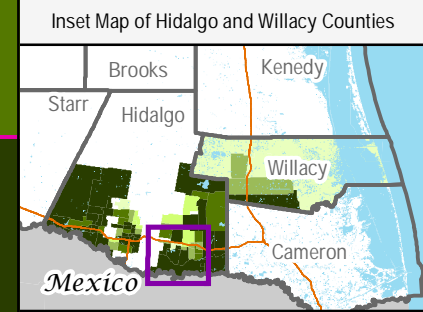 Inset Map of Hidalgo and Willacy Counties
Brooks
Kenedy
Starr
Hidalgo
Willacy
Cameron
Mexico